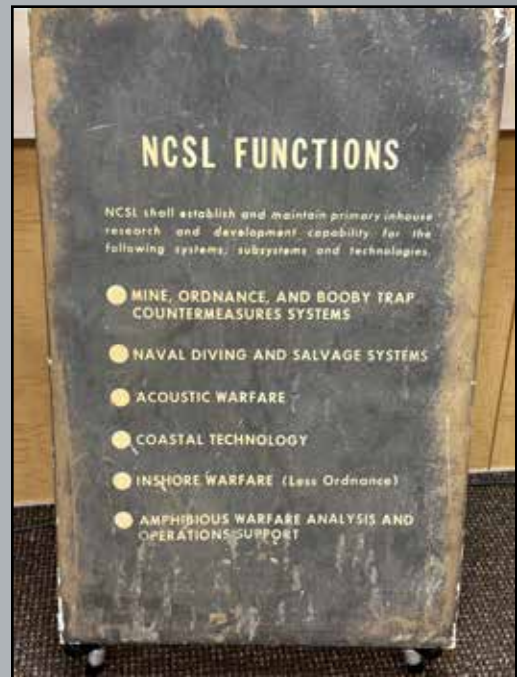 NCSL FUNCTIONS
NCSL shall establish and maintain primary inhouse
research and development capability for the
following systems, subsystems and technologies.
MINE, ORDNANCE, AND BOOBY TRAP
COUNTERMEASURES SYSTEMS
NAVAL DIVING AND SALVAGE SYSTEMS
ACOUSTIC WARFARE
COASTAL TECHNOLOGY
INSHORE WARFARE (Less Ordnance)
AMPHIBIOUS WARFARE ANALYSIS AND
OPERATIONS SUPPORT